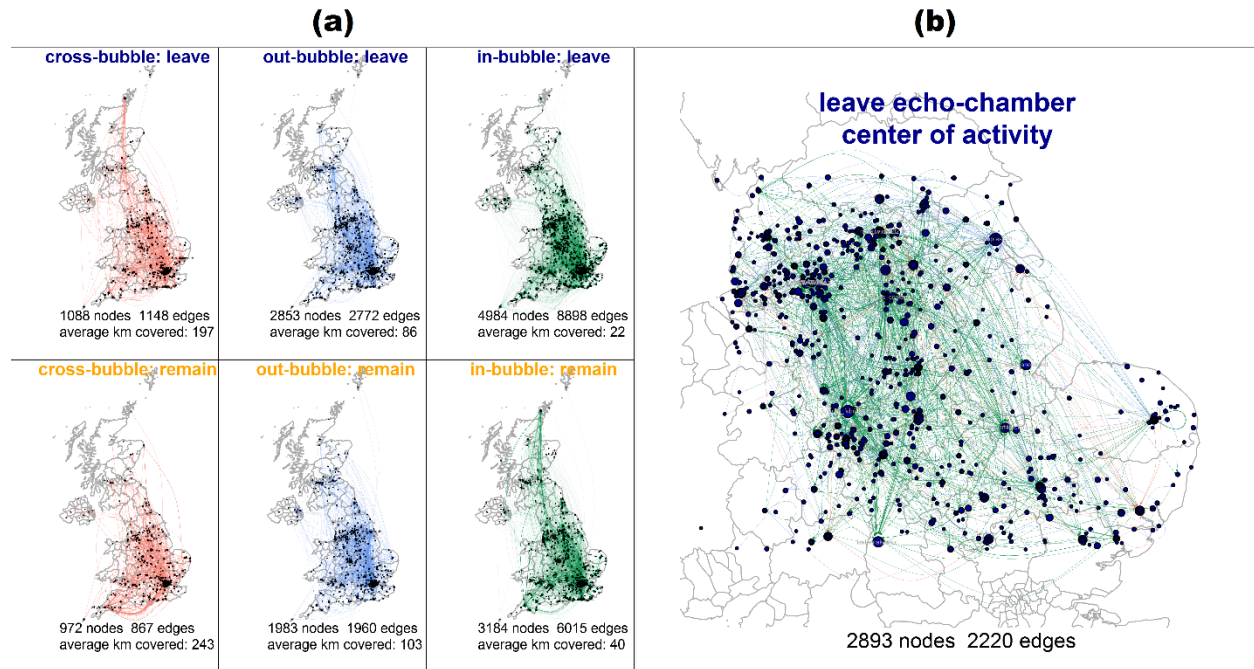 (a)
(b)
cross-bubble: leave
out-bubble: leave
in-bubble: leave
1088 nodes 1148 edges
average km covered: 197
2853 nodes 2772 edges
average km covered: 86
4984 nodes 8898 edges
average km covered: 22
cross-bubble: remain
out-bubble: remain
in-bubble: remain
972 nodes 867 edges
average km covered: 243
1983 nodes 1960 edges
average km covered: 103
3184 nodes 6015 edges
average km covered: 40
leave echo-chamber
center of activity
2893 nodes 2220 edges